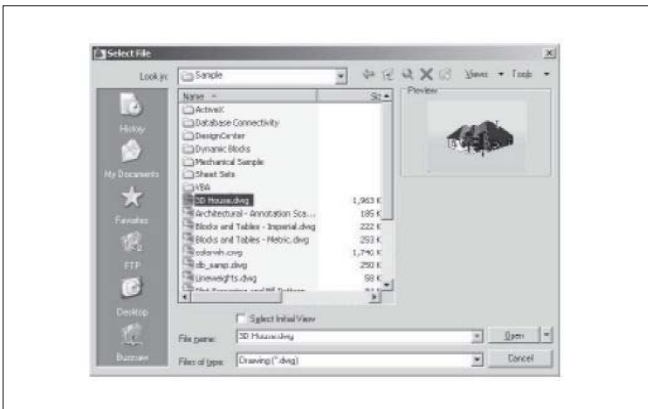 Select File
Look in:
Sample
Views
Tools
History
My Documents
Favorites
FTP
Desktop
Buzzsaw
Name
Siz
ActiveX
Database Connectivity
DesignCenter
Dynamic Blocks
Mechanical Sample
Sheet Sets
VBA
3D House.dwg 1,963 K
Architectural - Annotation Sca... 185 K
Blocks and Tables - Imperial.dwg 222 K
Blocks and Tables - Metric.dwg 253 K
colorwh.dwg 1,740 K
db_samp.dwg 250 K
Lineweights.dwg 58 K
Preview
Select Initial View
File name: 3D House.dwg
Open
Files of type: Drawing (*.dwg)
Cancel